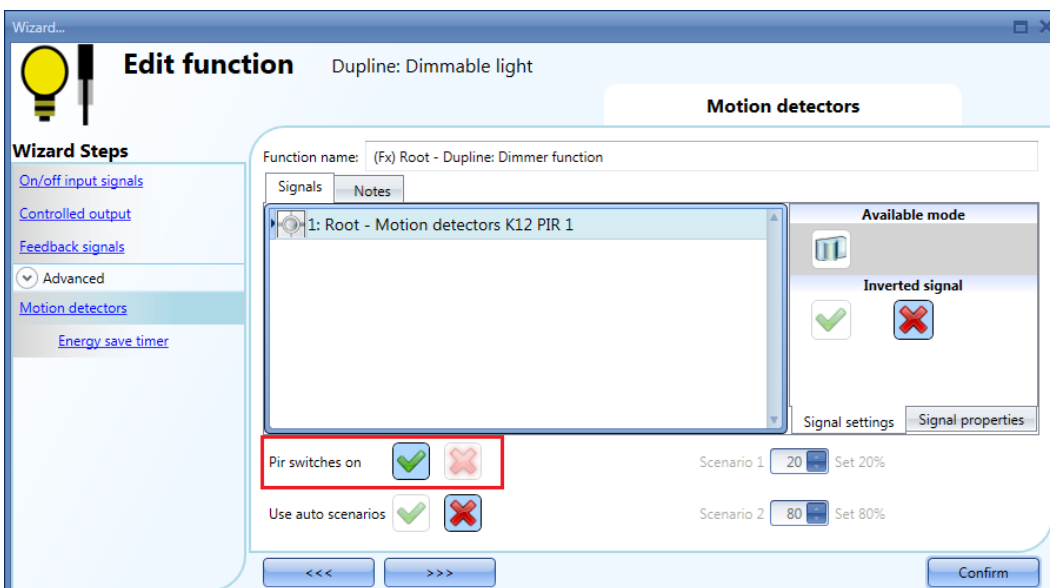 Wizard...
Edit function Dupline: Dimmable light
Motion detectors
Wizard Steps
On/off input signals
Controlled output
Feedback signals
Advanced
Motion detectors
Energy save timer
Function name: (Fx) Root - Dupline: Dimmer function
Signals Notes
1: Root - Motion detectors K12 PIR 1
Available mode
Inverted signal
Signal settings Signal properties
Pir switches on
Scenario 1 20 Set 20%
Use auto scenarios
Scenario 2 80 Set 80%
<<< >>> Confirm